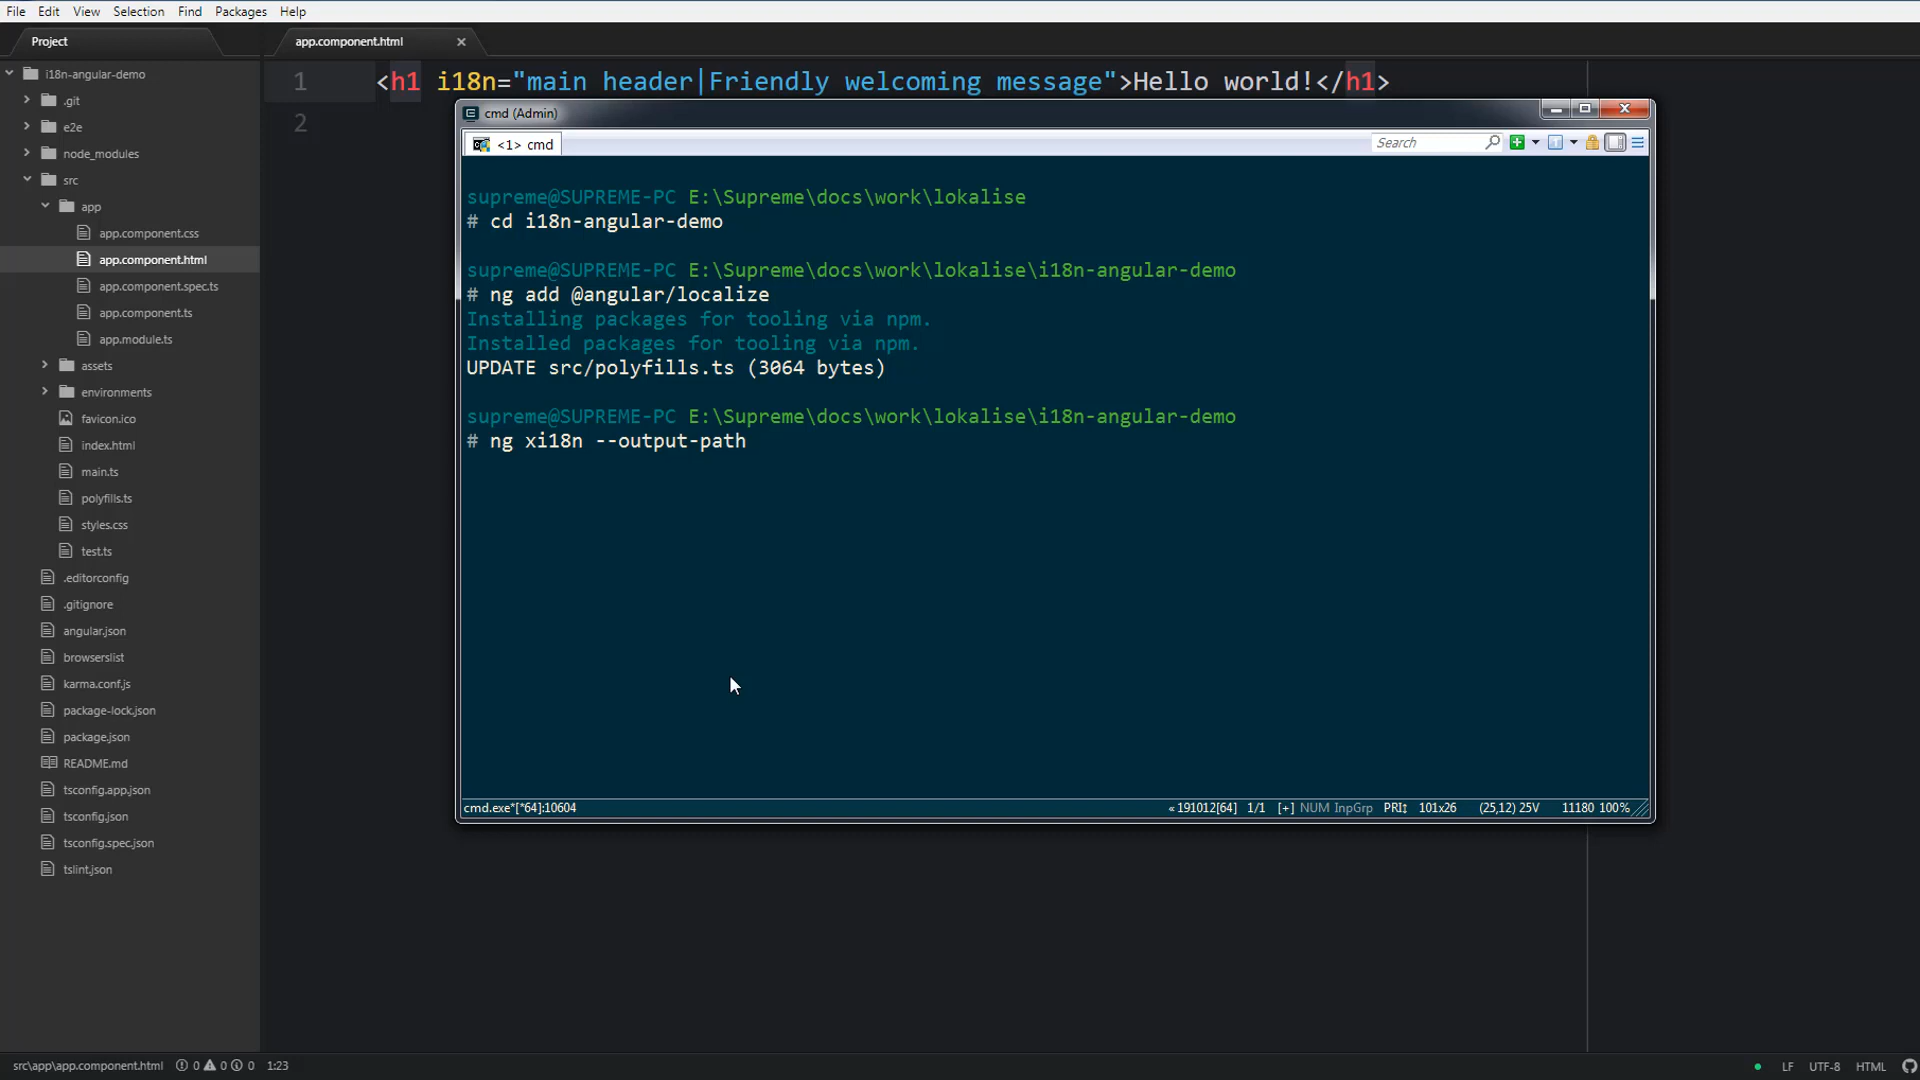 File Edit View Selection Find Packages Help
Project
app.component.html
i18n-angular-demo
.git
e2e
node_modules
src
app
app.component.css
app.component.html
app.component.spec.ts
app.component.ts
app.module.ts
assets
environments
favicon.ico
index.html
main.ts
polyfills.ts
styles.css
test.ts
.editorconfig
.gitignore
angular.json
browserslist
karma.conf.js
package-lock.json
package.json
README.md
tsconfig.app.json
tsconfig.json
tsconfig.spec.json
tslint.json
1 <h1 i18n="main header|Friendly welcoming message">Hello world!</h1>
2
cmd (Admin)
<1> cmd
Search
supreme@SUPREME-PC E:\Supreme\docs\work\lokalise
# cd i18n-angular-demo
supreme@SUPREME-PC E:\Supreme\docs\work\lokalise\i18n-angular-demo
# ng add @angular/localize
Installing packages for tooling via npm.
Installed packages for tooling via npm.
UPDATE src/polyfills.ts (3064 bytes)
supreme@SUPREME-PC E:\Supreme\docs\work\lokalise\i18n-angular-demo
# ng xi18n --output-path
cmd.exe*[*64]:10604 « 191012[64] 1/1 [+] NUM InpGrp PRI↕ 101x26 (25,12) 25V 11180 100%
src\app\app.component.html 0 0 0 1:23 LF UTF-8 HTML